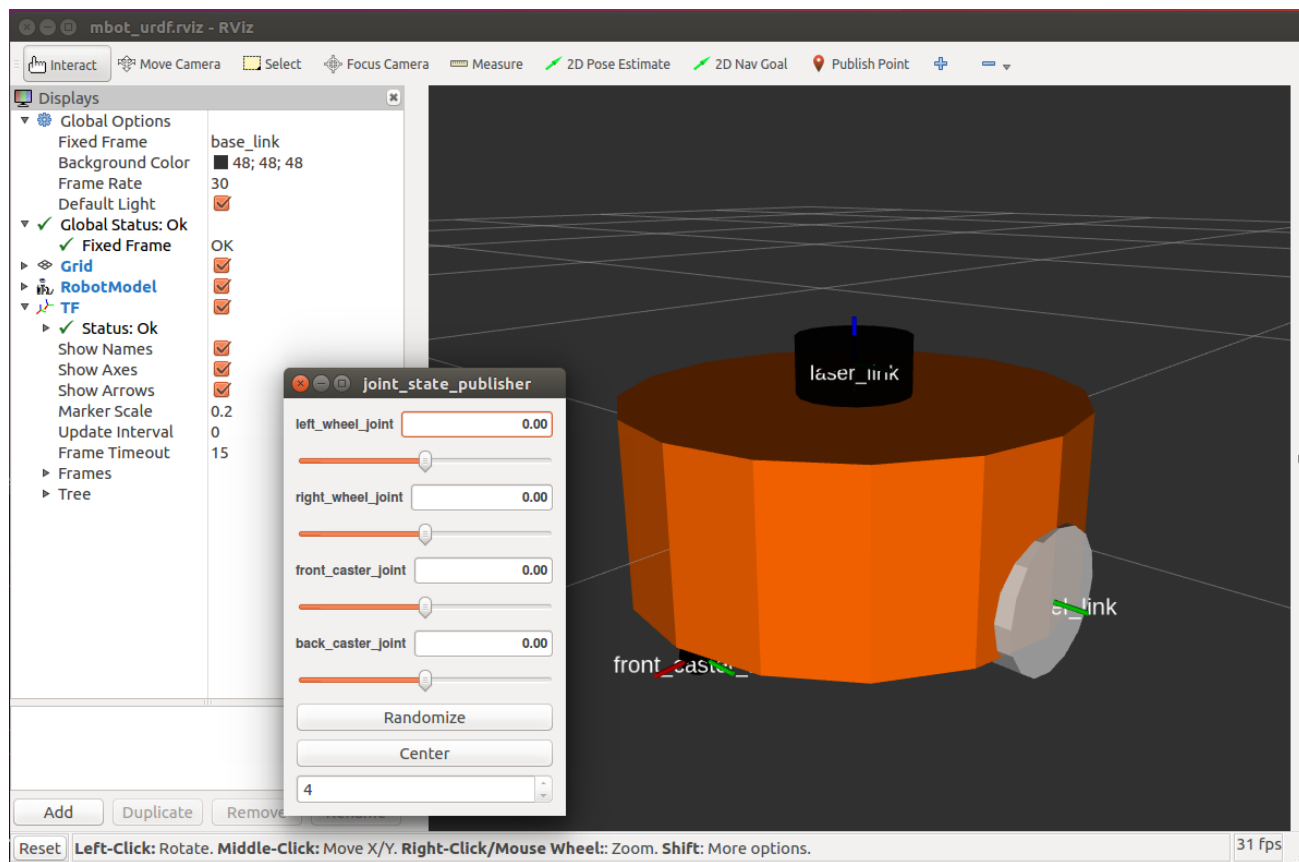 mbot_urdf.rviz - RViz
Interact Move Camera Select Focus Camera Measure 2D Pose Estimate 2D Nav Goal Publish Point
Displays
Global Options
Fixed Frame base_link
Background Color 48; 48; 48
Frame Rate 30
Default Light
Global Status: Ok
Fixed Frame OK
Grid
RobotModel
TF
Status: Ok
Show Names
Show Axes
Show Arrows
Marker Scale 0.2
Update Interval 0
Frame Timeout 15
Frames
Tree
joint_state_publisher
left_wheel_joint 0.00
right_wheel_joint 0.00
front_caster_joint 0.00
back_caster_joint 0.00
Randomize
Center
4
laser_link
el_link
front_caster_
Add Duplicate Remove
Reset Left-Click: Rotate. Middle-Click: Move X/Y. Right-Click/Mouse Wheel:: Zoom. Shift: More options. 31 fps